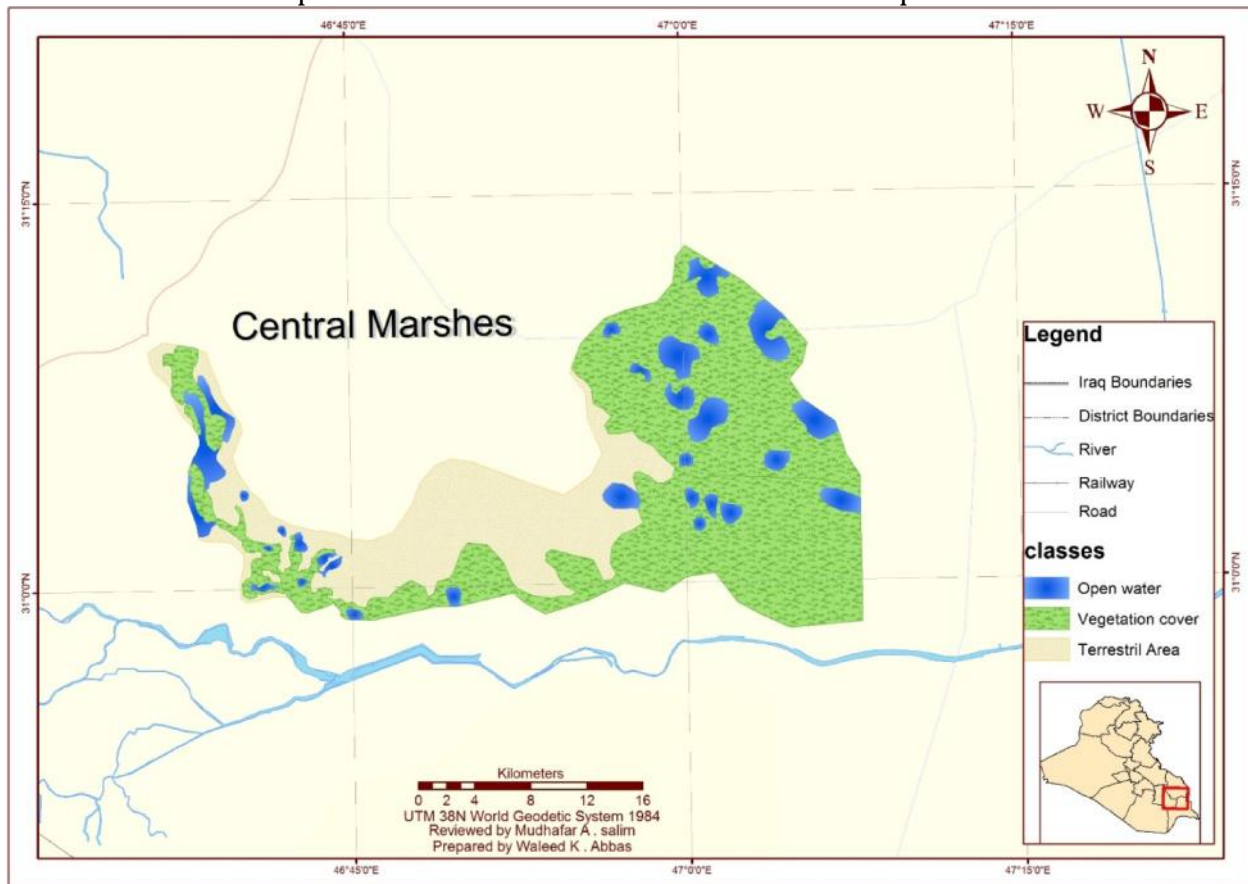 46°45'0"E
47°0'0"E
47°15'0"E
N
W
E
S
31°15'0"N
31°15'0"N
Central Marshes
Legend
Iraq Boundaries
District Boundaries
River
Railway
Road
classes
Open water
Vegetation cover
Terrestril Area
31°0'0"N
31°0'0"N
Kilometers
0 2 4 8 12 16
UTM 38N World Geodetic System 1984
Reviewed by Mudhafar A . salim
Prepared by Waleed K . Abbas
46°45'0"E
47°0'0"E
47°15'0"E